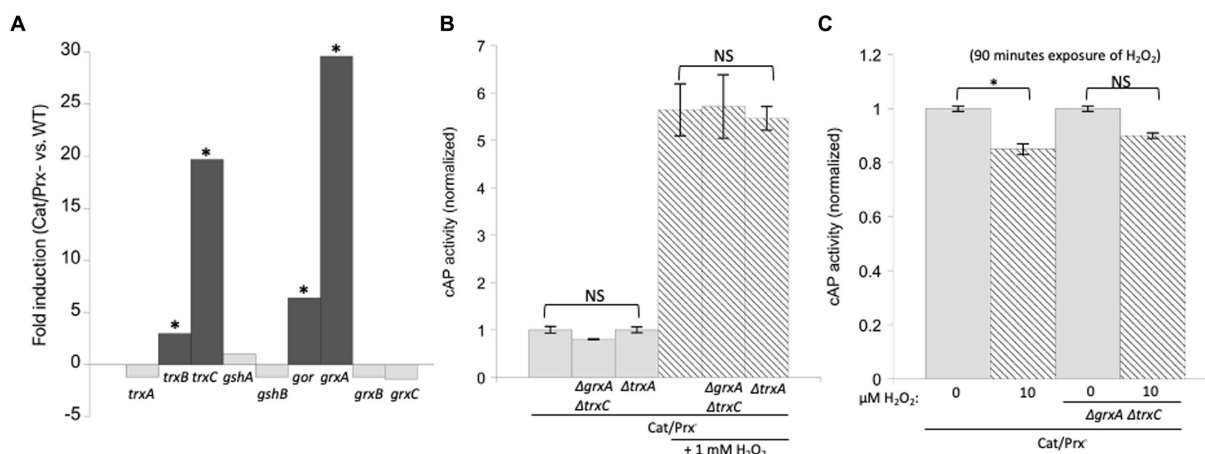 A
Fold induction (Cat/Prx- vs. WT)
30
25
20
15
10
5
0
-5
*
*
*
*
trxA
trxB
trxC
gshA
gshB
gor
grxA
grxB
grxC
B
cAP activity (normalized)
7
6
5
4
3
2
1
0
NS
NS
ΔgrxA ΔtrxA
ΔtrxC
ΔgrxA ΔtrxA
ΔtrxC
Cat/Prx-
+ 1 mM H2O2
C
(90 minutes exposure of H2O2)
cAP activity (normalized)
1.2
1
0.8
0.6
0.4
0.2
0
*
NS
μM H2O2: 0 10 0 10
ΔgrxA ΔtrxC
Cat/Prx-